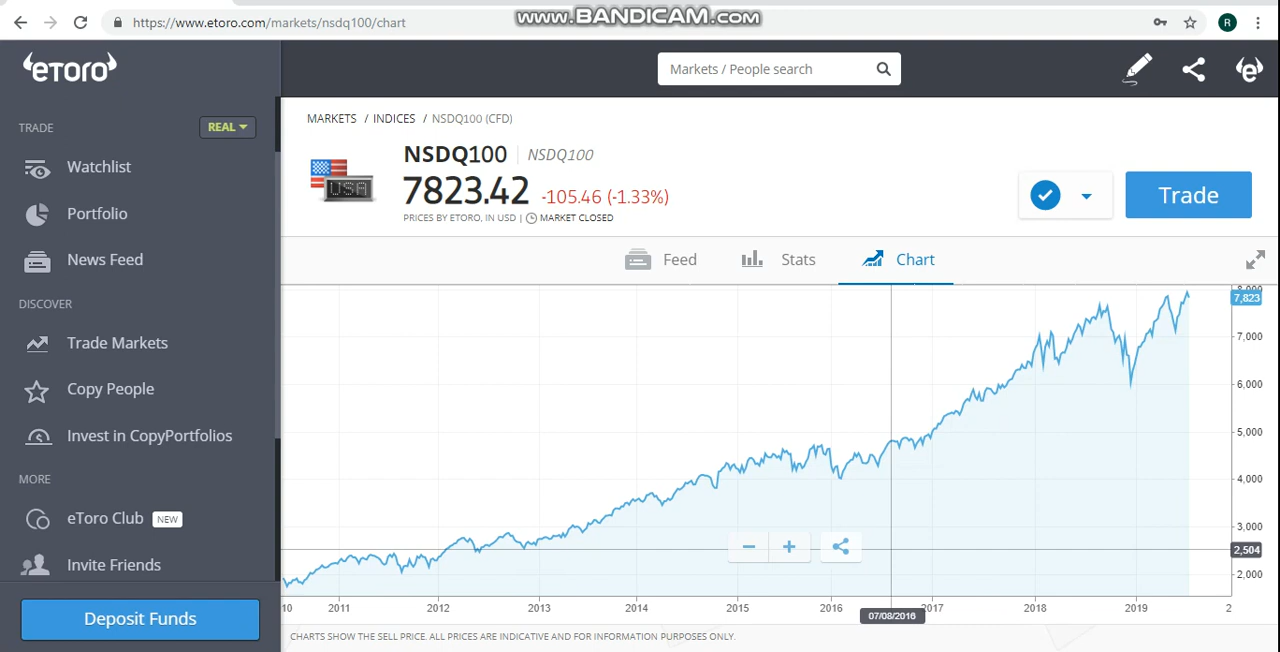 https://www.etoro.com/markets/nsdq100/chart
www.BANDICAM.com
R
etoro
Markets / People search
e
TRADE
REAL
Watchlist
Portfolio
News Feed
DISCOVER
Trade Markets
Copy People
Invest in CopyPortfolios
MORE
eToro Club NEW
Invite Friends
Deposit Funds
MARKETS / INDICES / NSDQ100 (CFD)
USA
NSDQ100 | NSDQ100
7823.42 -105.46 (-1.33%)
PRICES BY ETORO, IN USD | MARKET CLOSED
Trade
Feed
Stats
Chart
8,000
7,823
7,000
6,000
5,000
4,000
3,000
2,504
2,000
10 2011 2012 2013 2014 2015 2016 2017 2018 2019 2
07/08/2016
CHARTS SHOW THE SELL PRICE. ALL PRICES ARE INDICATIVE AND FOR INFORMATION PURPOSES ONLY.